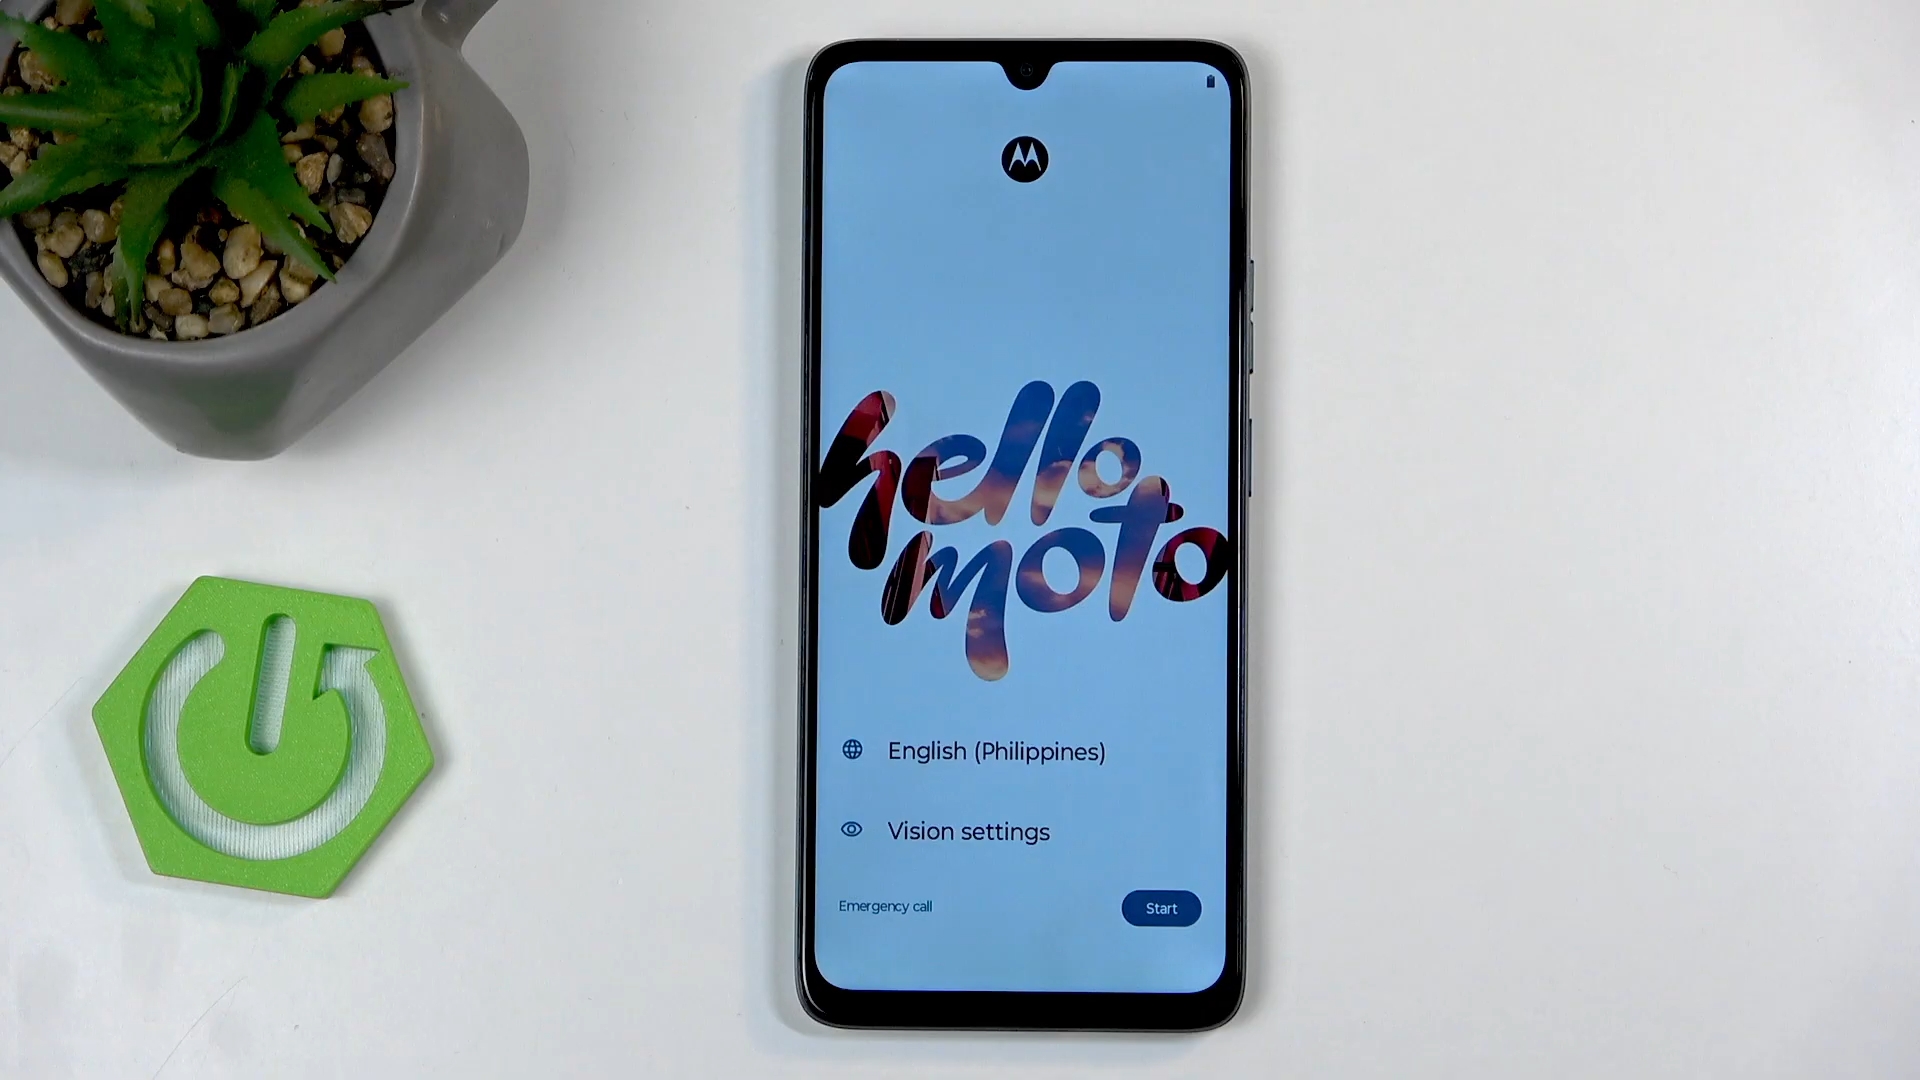 hello
moto
English (Philippines)
Vision settings
Emergency call
Start